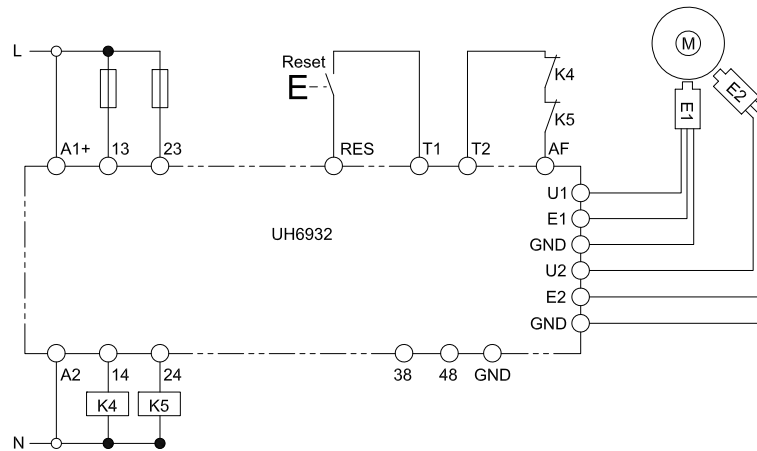 M
L
Reset
K4
E1
E2
K5
A1+ 13 23 RES T1 T2 AF
U1
E1
UH6932
GND
U2
E2
GND
A2 14 24 38 48 GND
K4 K5
N